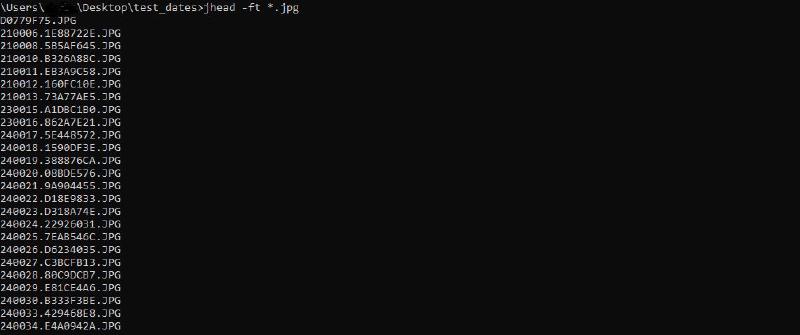 \Users\ \Desktop\test_dates>jhead -ft *.jpg
D0779F75.JPG
210006.1E88722E.JPG
210008.5B5AF645.JPG
210010.B326A88C.JPG
210011.EB3A9C58.JPG
210012.160FC10E.JPG
210013.73A77AE5.JPG
230015.A1DBC1B0.JPG
230016.862A7E21.JPG
240017.5E448572.JPG
240018.1590DF3E.JPG
240019.388876CA.JPG
240020.08BDE576.JPG
240021.9A904455.JPG
240022.D18E9833.JPG
240023.D318A74E.JPG
240024.22926031.JPG
240025.7EAB546C.JPG
240026.D6234035.JPG
240027.C3BCFB13.JPG
240028.80C9DCB7.JPG
240029.E81CE4A6.JPG
240030.B333F3BE.JPG
240033.429468E8.JPG
240034.E4A0942A.JPG